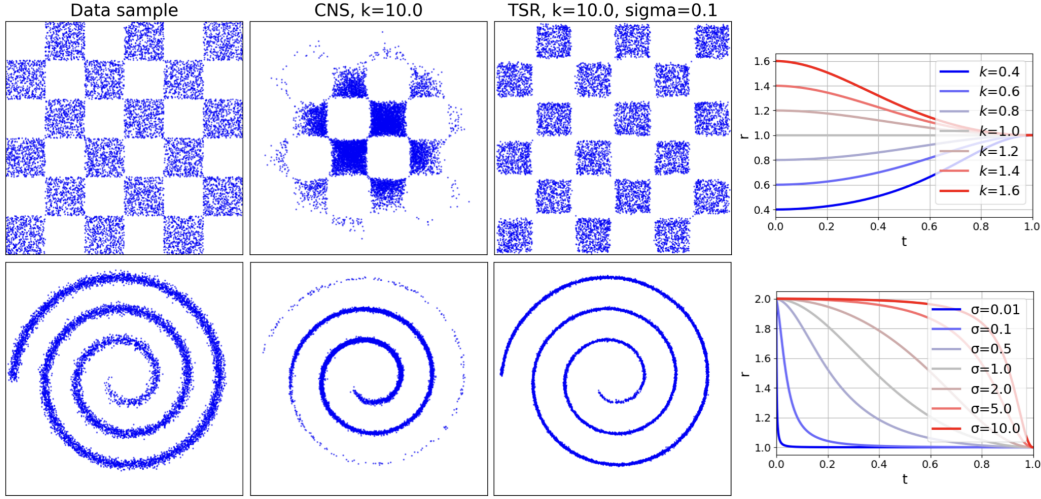 Data sample
CNS, k=10.0
TSR, k=10.0, sigma=0.1
1.6
1.4
1.2
1.0
0.8
0.6
0.4
r
k=0.4
k=0.6
k=0.8
k=1.0
k=1.2
k=1.4
k=1.6
0.0 0.2 0.4 0.6 0.8 1.0
t
2.0
1.8
1.6
1.4
1.2
1.0
r
σ=0.01
σ=0.1
σ=0.5
σ=1.0
σ=2.0
σ=5.0
σ=10.0
0.0 0.2 0.4 0.6 0.8 1.0
t